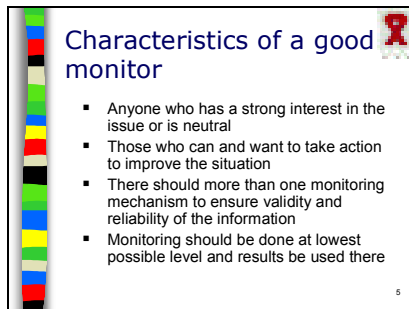 Characteristics of a good
monitor
▪ Anyone who has a strong interest in the
issue or is neutral
▪ Those who can and want to take action
to improve the situation
▪ There should more than one monitoring
mechanism to ensure validity and
reliability of the information
▪ Monitoring should be done at lowest
possible level and results be used there
5